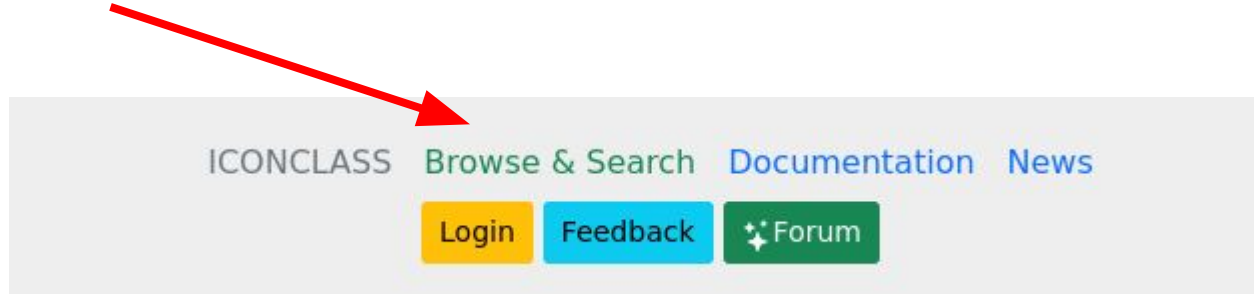 ICONCLASS Browse & Search Documentation News
Login Feedback Forum